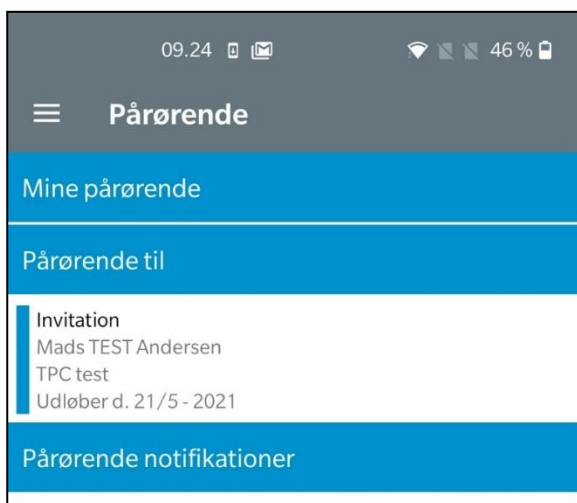 09.24 46 %
Pårørende
Mine pårørende
Pårørende til
Invitation
Mads TEST Andersen
TPC test
Udløber d. 21/5 - 2021
Pårørende notifikationer